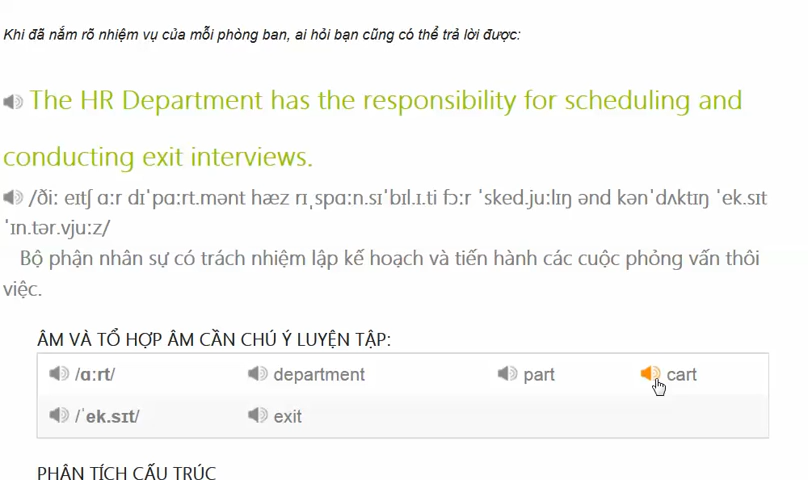 Khi đã nắm rõ nhiệm vụ của mỗi phòng ban, ai hỏi bạn cũng có thể trả lời được:
The HR Department has the responsibility for scheduling and
conducting exit interviews.
/ðiː eɪtʃ ɑːr dɪˈpɑːrt.mənt hæz rɪˌspɑːn.sɪˈbɪl.ɪ.ti fɔːr ˈsked.juːlɪŋ ənd kənˈdʌktɪŋ ˈek.sɪt
ˈɪn.tər.vjuːz/
Bộ phận nhân sự có trách nhiệm lập kế hoạch và tiến hành các cuộc phỏng vấn thôi
việc.
ÂM VÀ TỔ HỢP ÂM CẦN CHÚ Ý LUYỆN TẬP:
/ɑːrt/ department part cart
/ˈek.sɪt/ exit
PHÂN TÍCH CẤU TRÚC